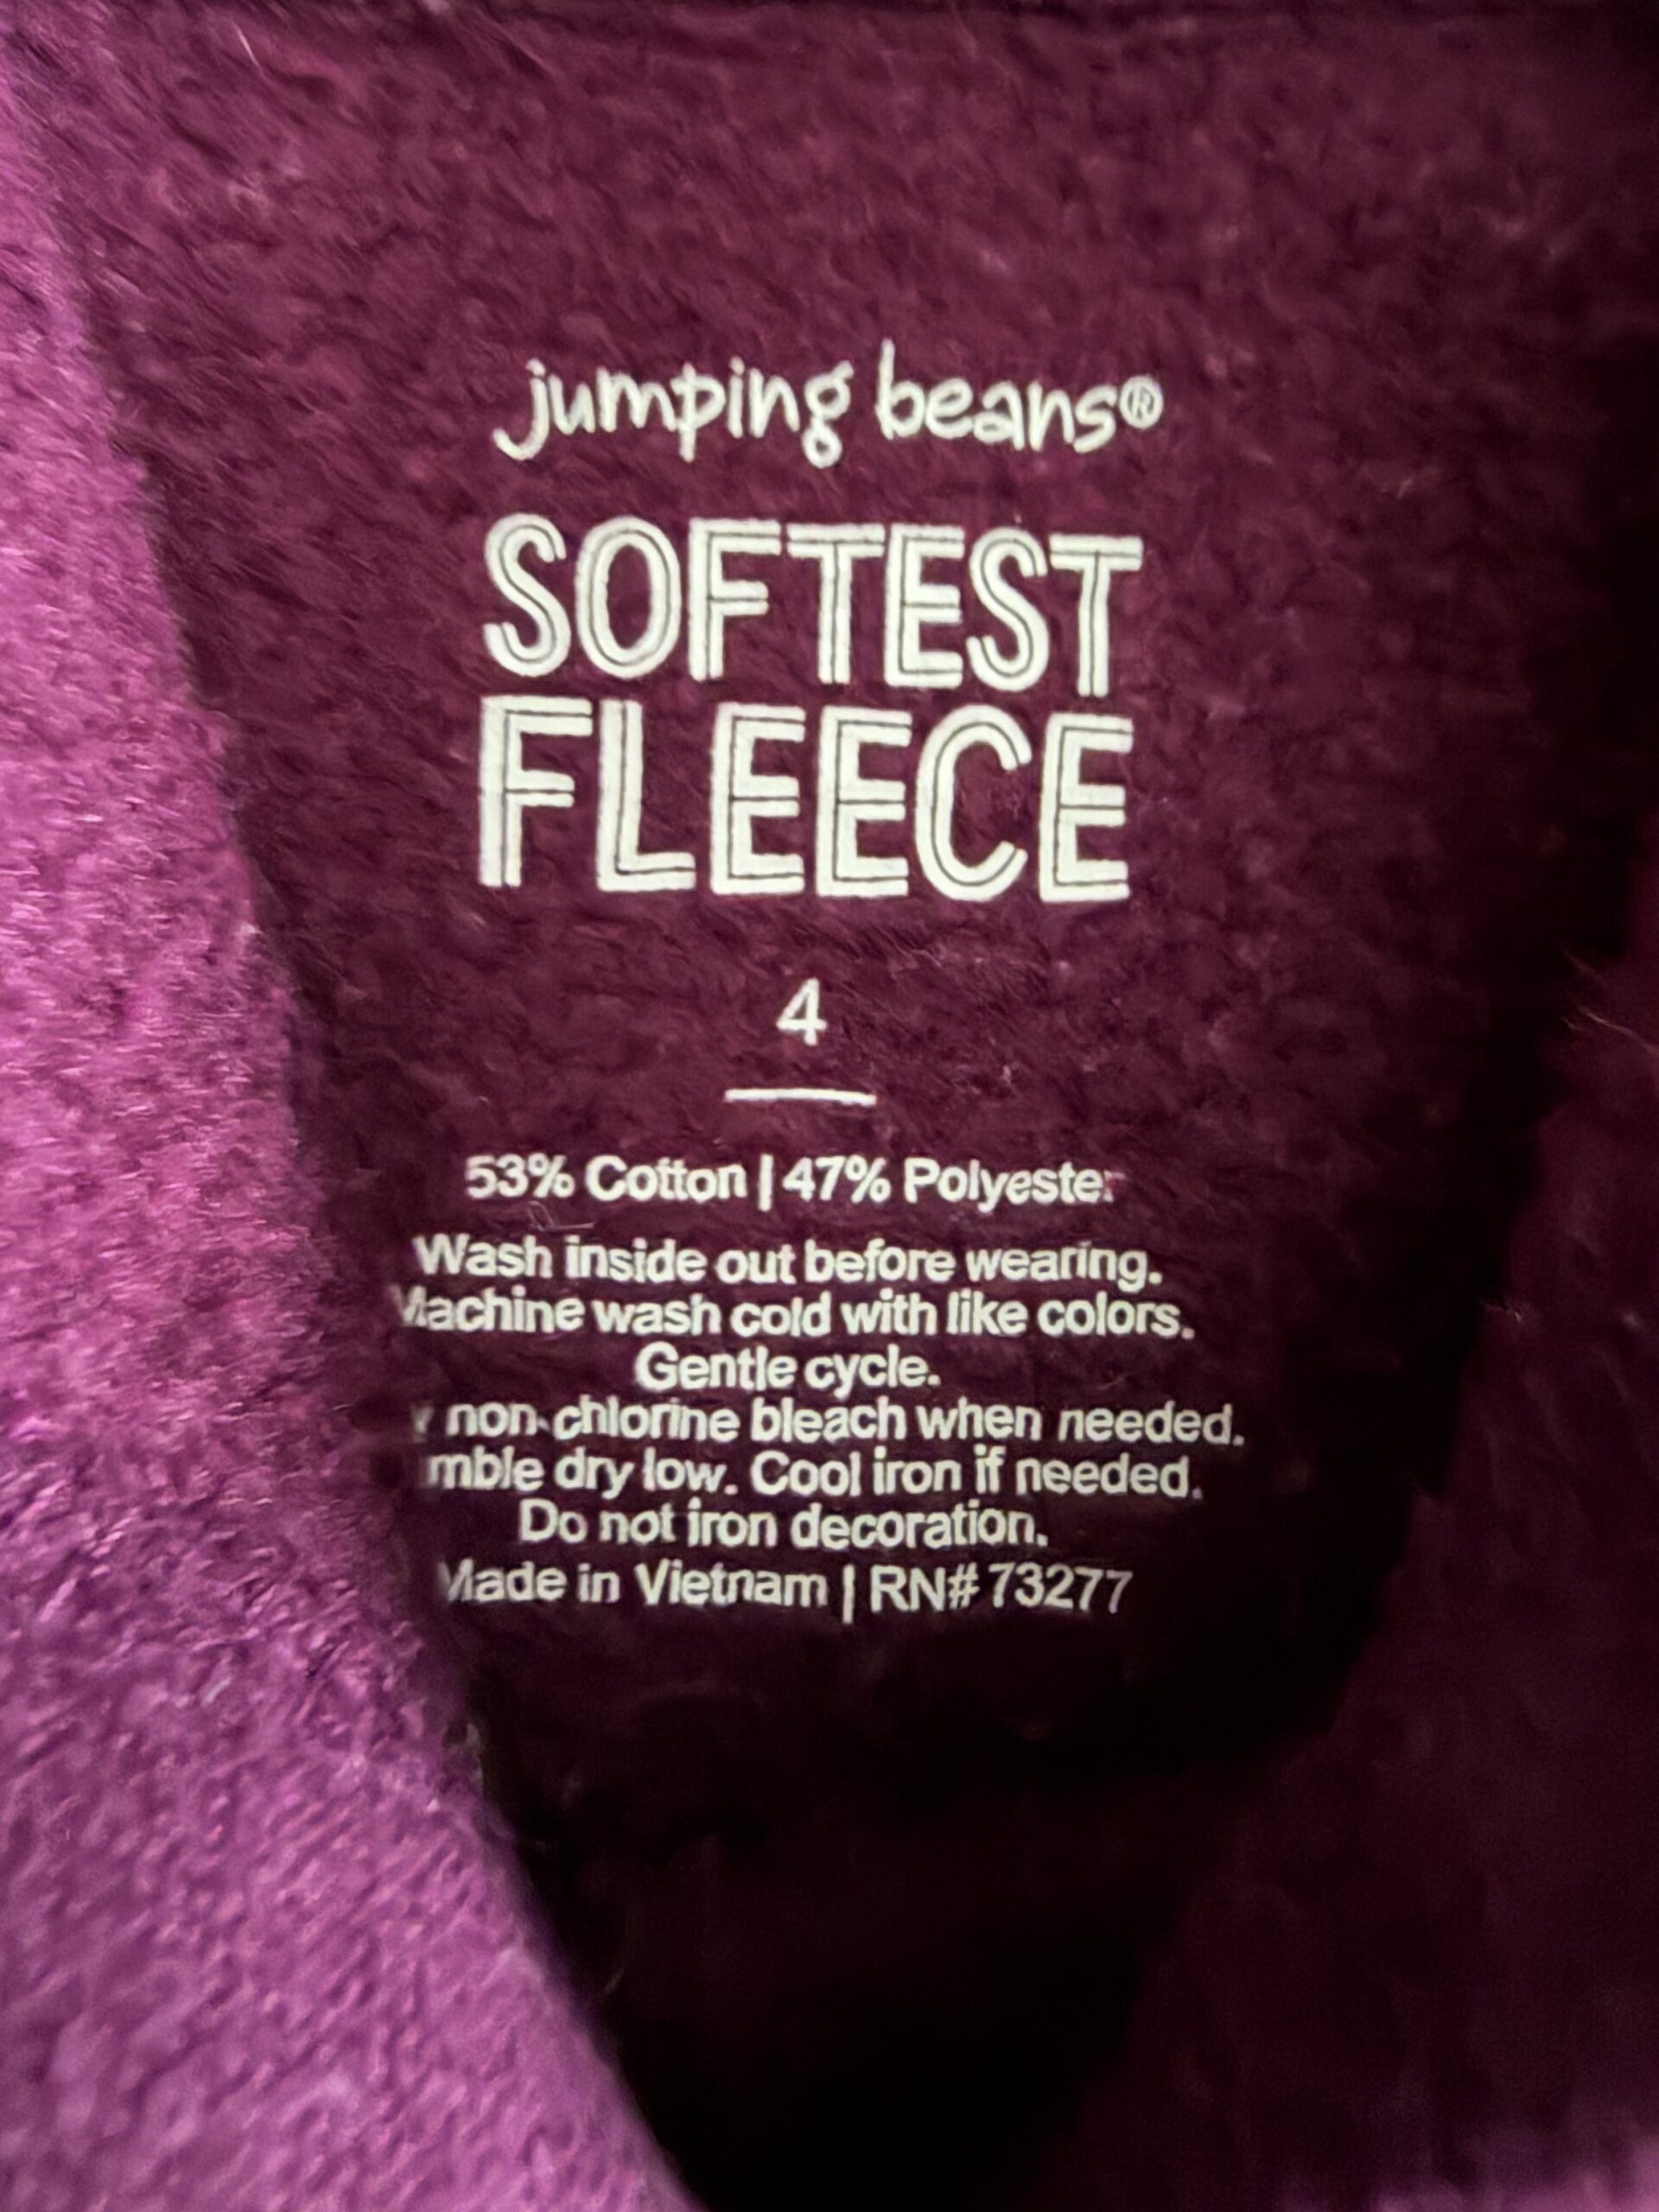 jumping beans®
SOFTEST
FLEECE
4
53% Cotton | 47% Polyester
Wash inside out before wearing.
Machine wash cold with like colors.
Gentle cycle.
non-chlorine bleach when needed.
mble dry low. Cool iron if needed.
Do not iron decoration.
Made in Vietnam | RN# 73277